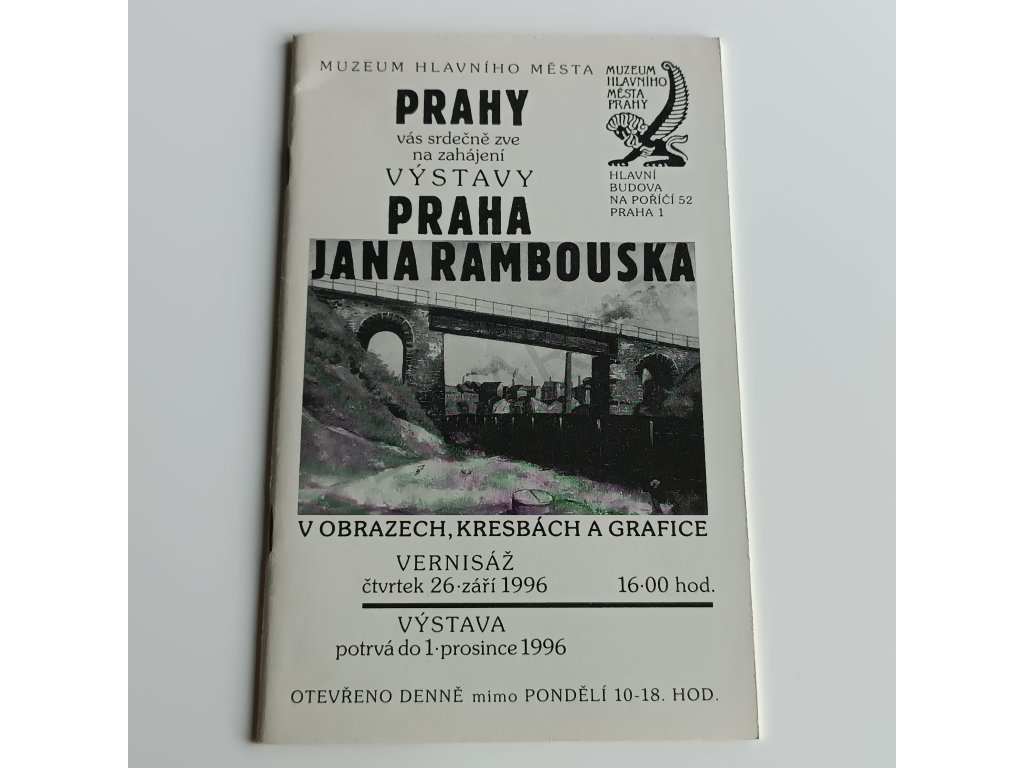 MUZEUM HLAVNÍHO MĚSTA
PRAHY
vás srdečně zve
na zahájení
VÝSTAVY
PRAHA
JANA RAMBOUSKA
MUZEUM
HLAVNÍHO
MĚSTA
PRAHY
HLAVNÍ
BUDOVA
NA POŘÍČÍ 52
PRAHA 1
V OBRAZECH, KRESBÁCH A GRAFICE
VERNISÁŽ
čtvrtek 26·září 1996 16·00 hod.
VÝSTAVA
potrvá do 1·prosince 1996
OTEVŘENO DENNĚ mimo PONDĚLÍ 10-18. HOD.